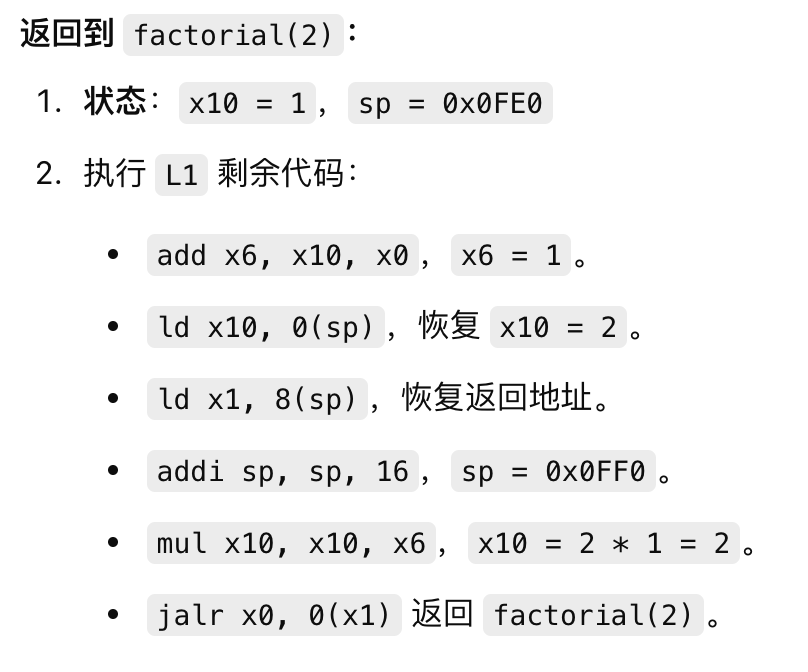 返回到 factorial(2):
1. 状态: x10 = 1, sp = 0x0FE0
2. 执行 L1 剩余代码:
• add x6, x10, x0, x6 = 1。
• ld x10, 0(sp), 恢复 x10 = 2。
• ld x1, 8(sp), 恢复返回地址。
• addi sp, sp, 16, sp = 0x0FF0。
• mul x10, x10, x6, x10 = 2 * 1 = 2。
• jalr x0, 0(x1) 返回 factorial(2)。